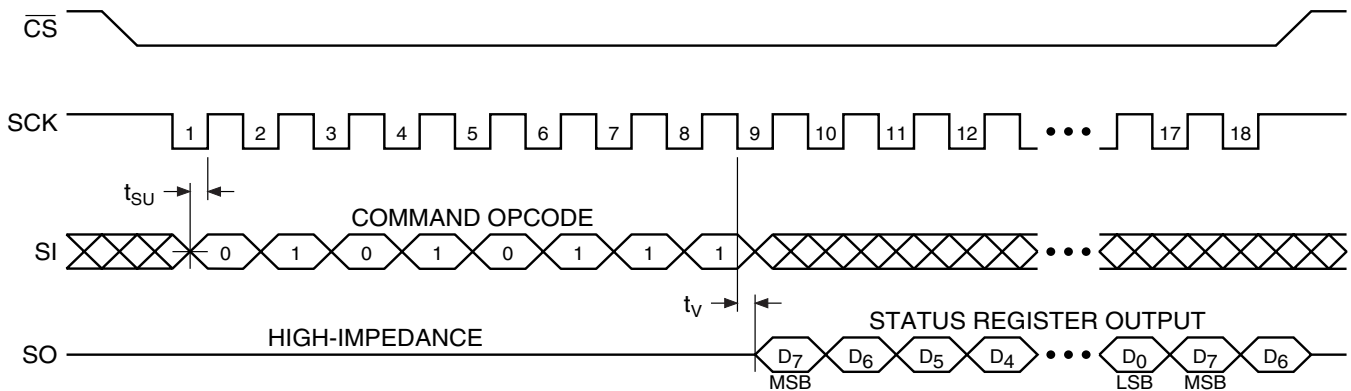 CS
SCK 1 2 3 4 5 6 7 8 9 10 11 12 ••• 17 18
tSU
COMMAND OPCODE
SI 0 1 0 1 0 1 1 1 •••
tV
HIGH-IMPEDANCE STATUS REGISTER OUTPUT
SO D7 D6 D5 D4 ••• D0 D7 D6
MSB LSB MSB